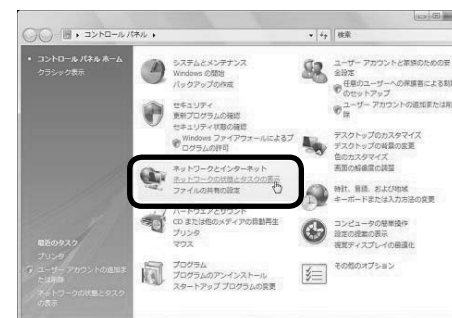 コントロール パネル
検索
コントロール パネル ホーム
クラシック表示
システムとメンテナンス
Windows の開始
バックアップの作成
セキュリティ
更新プログラムの確認
セキュリティ状態の確認
Windows ファイアウォールによるプ
ログラムの許可
ネットワークとインターネット
ネットワークの状態とタスクの表示
ファイルの共有の設定
ハードウェアとサウンド
CD または他のメディアの自動再生
プリンタ
マウス
プログラム
プログラムのアンインストール
スタートアップ プログラムの変更
ユーザー アカウントと家族のための安
全設定
任意のユーザーへの保護者による制限
のセットアップ
ユーザー アカウントの追加または削
除
デスクトップのカスタマイズ
デスクトップの背景の変更
色のカスタマイズ
画面の解像度の調整
時計、言語、および地域
キーボードまたは入力方法の変更
コンピュータの簡単操作
設定の提案の表示
視覚ディスプレイの最適化
その他のオプション
最近のタスク
プリンタ
ユーザー アカウントの追加ま
たは削除
ネットワークの状態とタスク
の表示